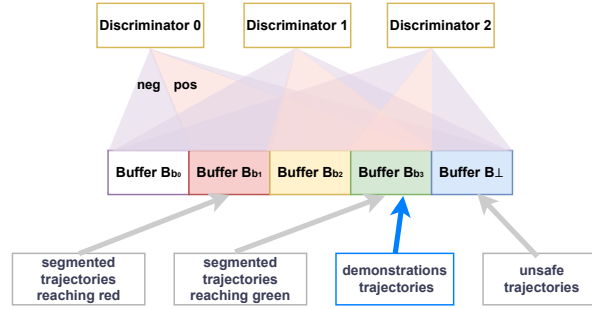 Discriminator 0 Discriminator 1 Discriminator 2
neg pos
Buffer Bb₀ Buffer Bb₁ Buffer Bb₂ Buffer Bb₃ Buffer B⊥
segmented
trajectories
reaching red
segmented
trajectories
reaching green
demonstrations
trajectories
unsafe
trajectories